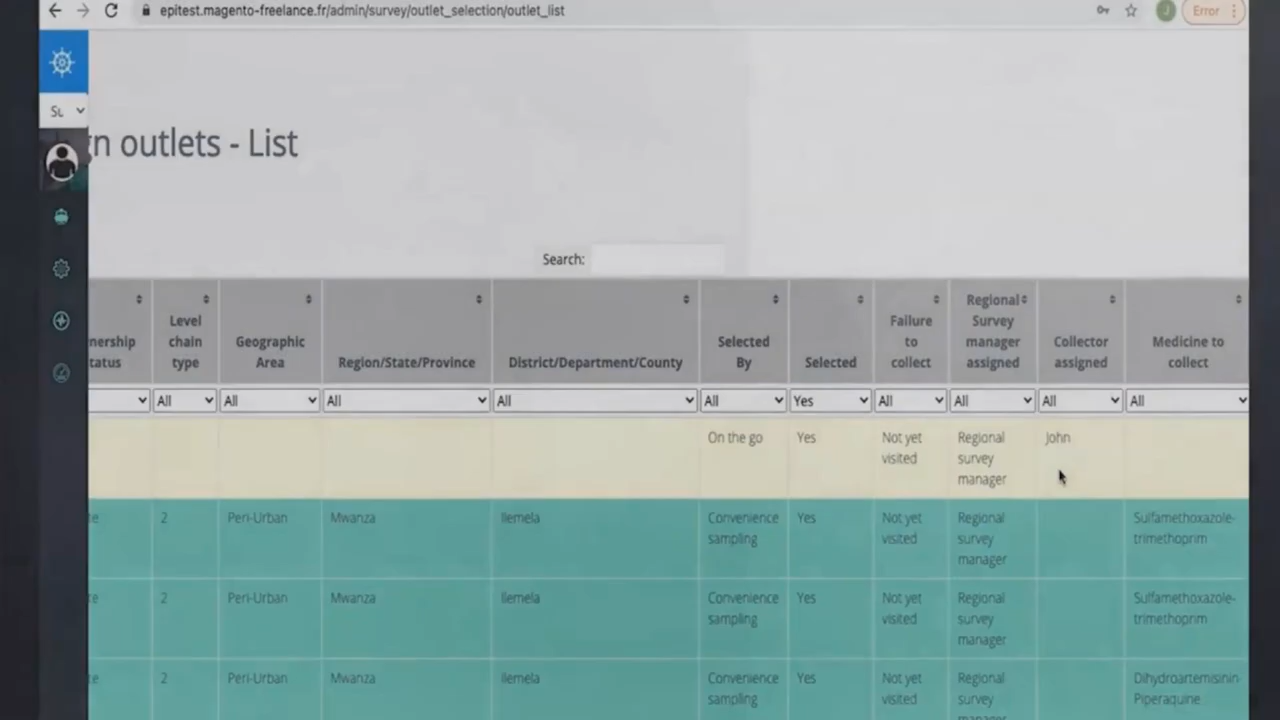 epitest.magento-freelance.fr/admin/survey/outlet_selection/outlet_list
J
Error
Su
n outlets - List
Search:
nership
tatus
Level
chain
type
Geographic
Area
Region/State/Province
District/Department/County
Selected
By
Selected
Failure
to
collect
Regional
Survey
manager
assigned
Collector
assigned
Medicine to
collect
All All All All All Yes All All All All
On the go Yes Not yet
visited Regional
survey
manager John
te 2 Peri-Urban Mwanza Ilemela Convenience
sampling Yes Not yet
visited Regional
survey
manager Sulfamethoxazole-
trimethoprim
te 2 Peri-Urban Mwanza Ilemela Convenience
sampling Yes Not yet
visited Regional
survey
manager Sulfamethoxazole-
trimethoprim
te 2 Peri-Urban Mwanza Ilemela Convenience
sampling Yes Not yet
visited Regional
survey
manager Dihydroartemisinin-
Piperaquine